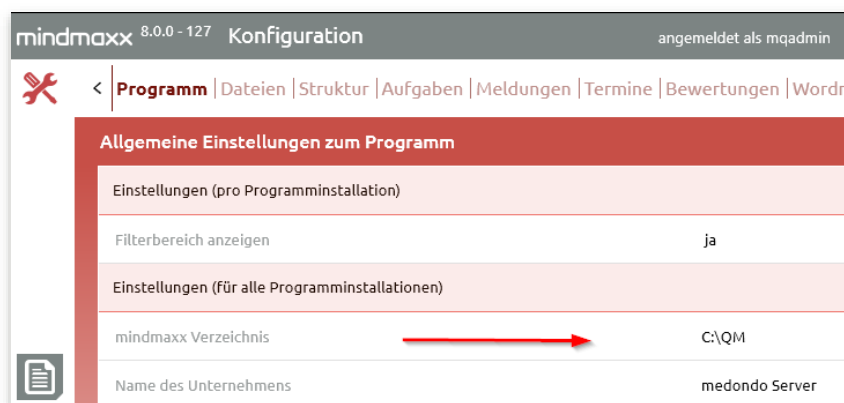 mindmaxx 8.0.0 - 127 Konfiguration angemeldet als mqadmin
< Programm | Dateien | Struktur | Aufgaben | Meldungen | Termine | Bewertungen |
Allgemeine Einstellungen zum Programm
Einstellungen (pro Programminstallation)
Filterbereich anzeigen ja
Einstellungen (für alle Programminstallationen)
mindmaxx Verzeichnis C:\QM
Name des Unternehmens medondo Server